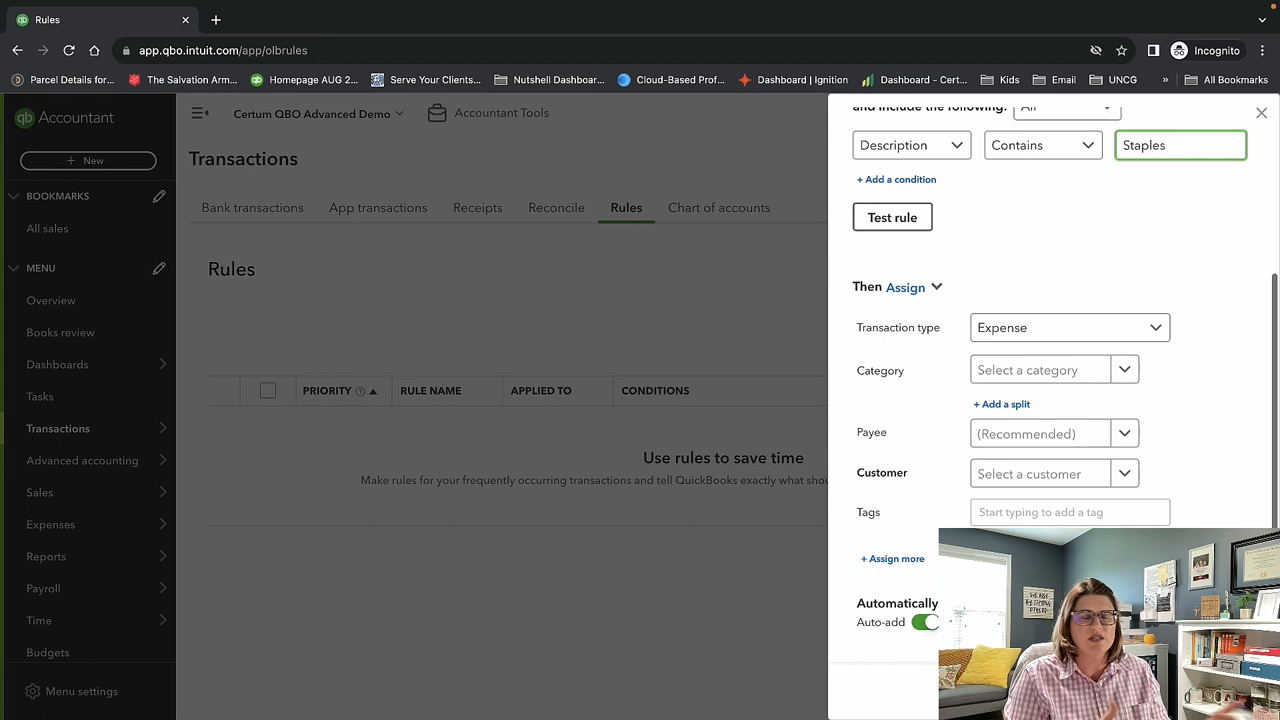 Rules
app.qbo.intuit.com/app/olbrules
Incognito
Parcel Details for...
The Salvation Arm...
Homepage AUG 2...
Serve Your Clients...
Nutshell Dashboar...
Cloud-Based Prof...
Dashboard | Ignition
Dashboard - Cert...
Kids
Email
UNCG
»
All Bookmarks
qb Accountant
+ New
BOOKMARKS
All sales
MENU
Overview
Books review
Dashboards
Tasks
Transactions
Advanced accounting
Sales
Expenses
Reports
Payroll
Time
Budgets
Menu settings
Certum QBO Advanced Demo
Accountant Tools
Transactions
Bank transactions
App transactions
Receipts
Reconcile
Rules
Chart of accounts
Rules
PRIORITY
RULE NAME
APPLIED TO
CONDITIONS
Use rules to save time
Make rules for your frequently occurring transactions and tell QuickBooks exactly what shou
and include the following: All
Description
Contains
Staples
+ Add a condition
Test rule
Then Assign
Transaction type
Expense
Category
Select a category
+ Add a split
Payee
(Recommended)
Customer
Select a customer
Tags
Start typing to add a tag
+ Assign more
Automatically
Auto-add